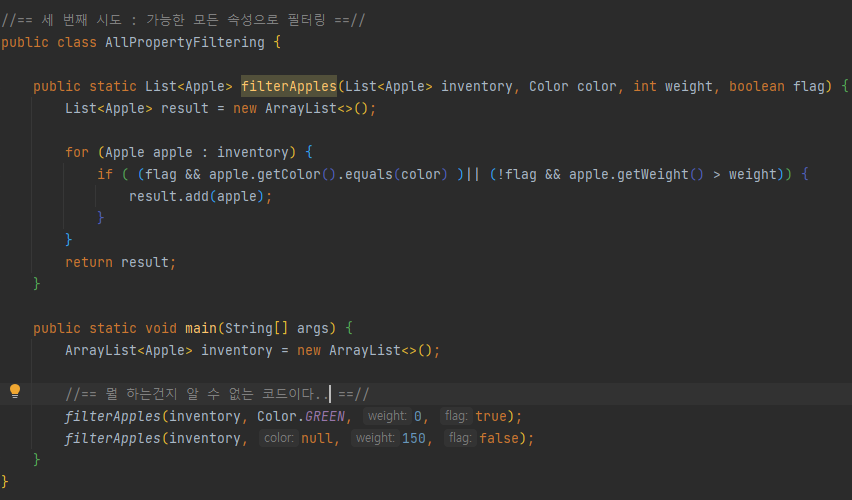 //== 세 번째 시도 : 가능한 모든 속성으로 필터링 ==//
public class AllPropertyFiltering {
public static List<Apple> filterApples(List<Apple> inventory, Color color, int weight, boolean flag) {
List<Apple> result = new ArrayList<>();
for (Apple apple : inventory) {
if ( (flag && apple.getColor().equals(color) )|| (!flag && apple.getWeight() > weight)) {
result.add(apple);
}
}
return result;
}
public static void main(String[] args) {
ArrayList<Apple> inventory = new ArrayList<>();
//== 뭘 하는건지 알 수 없는 코드이다.. ==//
filterApples(inventory, Color.GREEN, weight: 0, flag: true);
filterApples(inventory, color: null, weight: 150, flag: false);
}
}